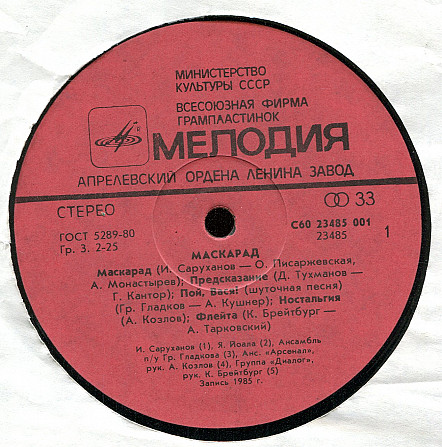 МИНИСТЕРСТВО
КУЛЬТУРЫ СССР
ВСЕСОЮЗНАЯ ФИРМА
ГРАМПЛАСТИНОК
МЕЛОДИЯ
АПРЕЛЕВСКИЙ ОРДЕНА ЛЕНИНА ЗАВОД
СТЕРЕО
33
ГОСТ 5289-80
Гр. 3. 2-25
С60 23485 001
23485
1
МАСКАРАД
Маскарад (И. Саруханов — О. Писаржевская,
А. Монастырев); Предсказание (Д. Тухманов —
Г. Кантор); Пой, Вася! (шуточная песня)
(Гр. Гладков — А. Кушнер); Ностальгия
(А. Козлов); Флейта (К. Брейтбург —
А. Тарковский)
И. Саруханов (1), Я. Йоала (2), Ансамбль
п/у Гр. Гладкова (3), Анс. «Арсенал»,
рук. А. Козлов (4), Группа «Диалог»,
рук. К. Брейтбург (5)
Запись 1985 г.